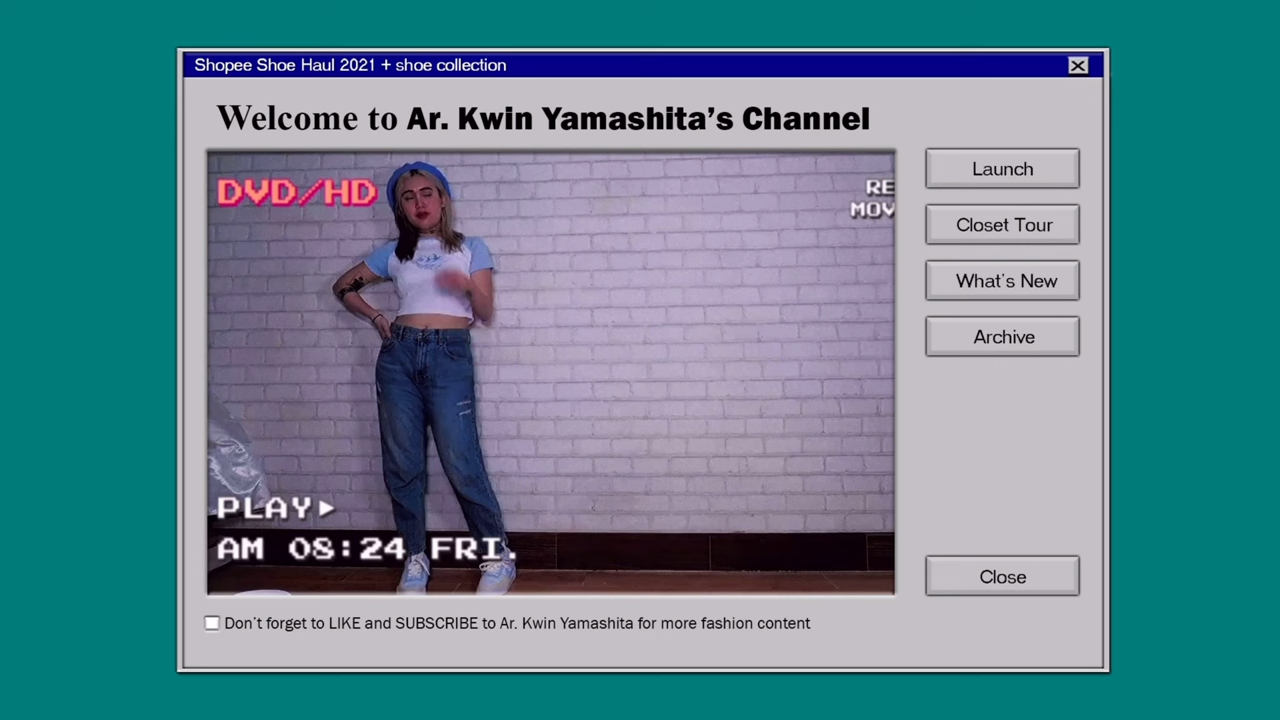 Shopee Shoe Haul 2021 + shoe collection
Welcome to Ar. Kwin Yamashita's Channel
DVD/HD
RE
MOV
PLAY
AM 08:24 FRI.
Launch
Closet Tour
What's New
Archive
Close
Don't forget to LIKE and SUBSCRIBE to Ar. Kwin Yamashita for more fashion content